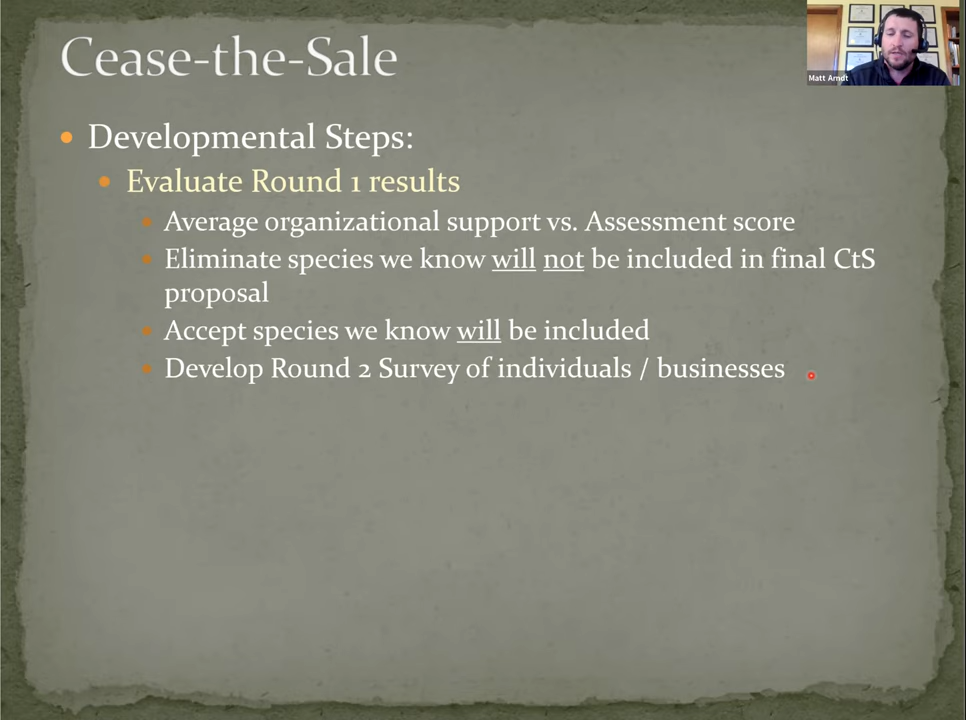 Cease-the-Sale
Matt Arndt
Developmental Steps:
Evaluate Round 1 results
Average organizational support vs. Assessment score
Eliminate species we know will not be included in final CtS
proposal
Accept species we know will be included
Develop Round 2 Survey of individuals / businesses